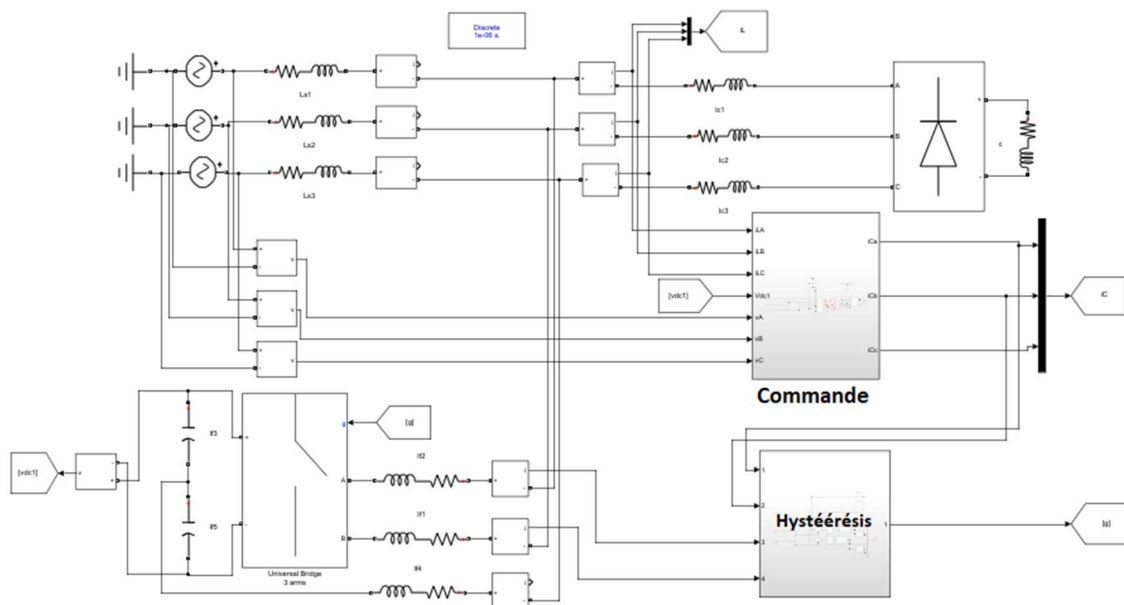 Discrete
1e-06 s.
iL
Ls1
Ls2
Ls3
lc1
lc2
lc3
A
B
C
iLA
iLB
iLC
Vdc1
vA
vB
vC
[vdc1]
iCa
iCb
iCc
iC
Commande
[g]
g
lf3
lf5
[vdc1]
v
lf2
lf1
lf4
A
B
Universal Bridge
3 arms
1
2
3
4
Hystéérésis
1
[g]